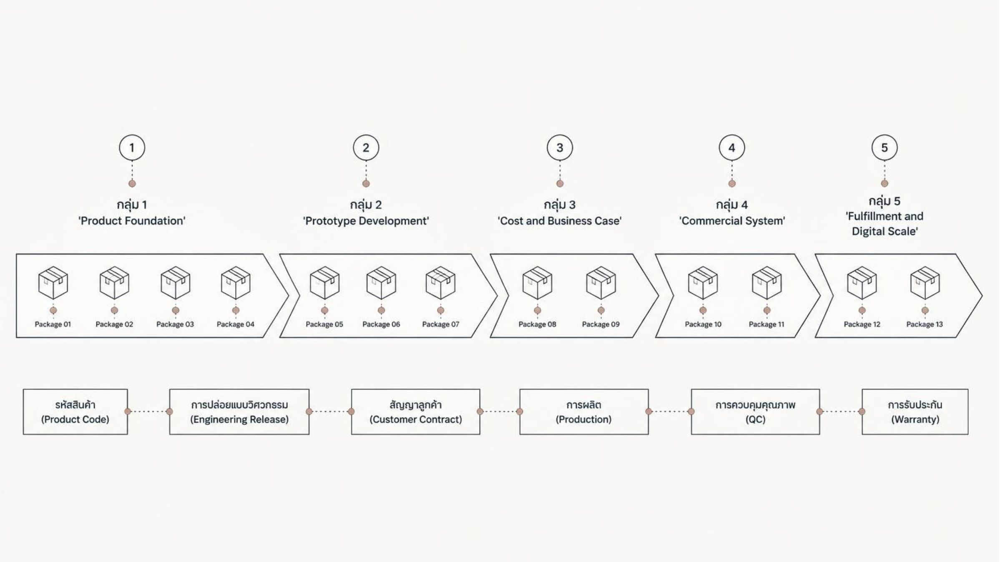 1
2
3
4
5
กลุ่ม 1
'Product Foundation'
กลุ่ม 2
'Prototype Development'
กลุ่ม 3
'Cost and Business Case'
กลุ่ม 4
'Commercial System'
กลุ่ม 5
'Fulfillment and
Digital Scale'
Package 01
Package 02
Package 03
Package 04
Package 05
Package 06
Package 07
Package 08
Package 09
Package 10
Package 11
Package 12
Package 13
รหัสสินค้า
(Product Code)
การปล่อยแบบวิศวกรรม
(Engineering Release)
สัญญาลูกค้า
(Customer Contract)
การผลิต
(Production)
การควบคุมคุณภาพ
(QC)
การรับประกัน
(Warranty)